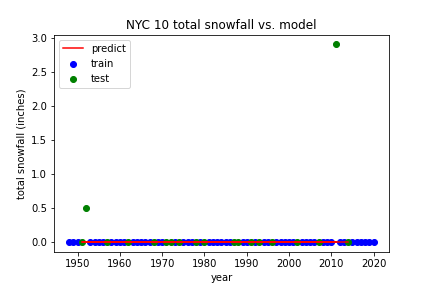 NYC 10 total snowfall vs. model
predict
train
test
total snowfall (inches)
3.0
2.5
2.0
1.5
1.0
0.5
0.0
1950 1960 1970 1980 1990 2000 2010 2020
year